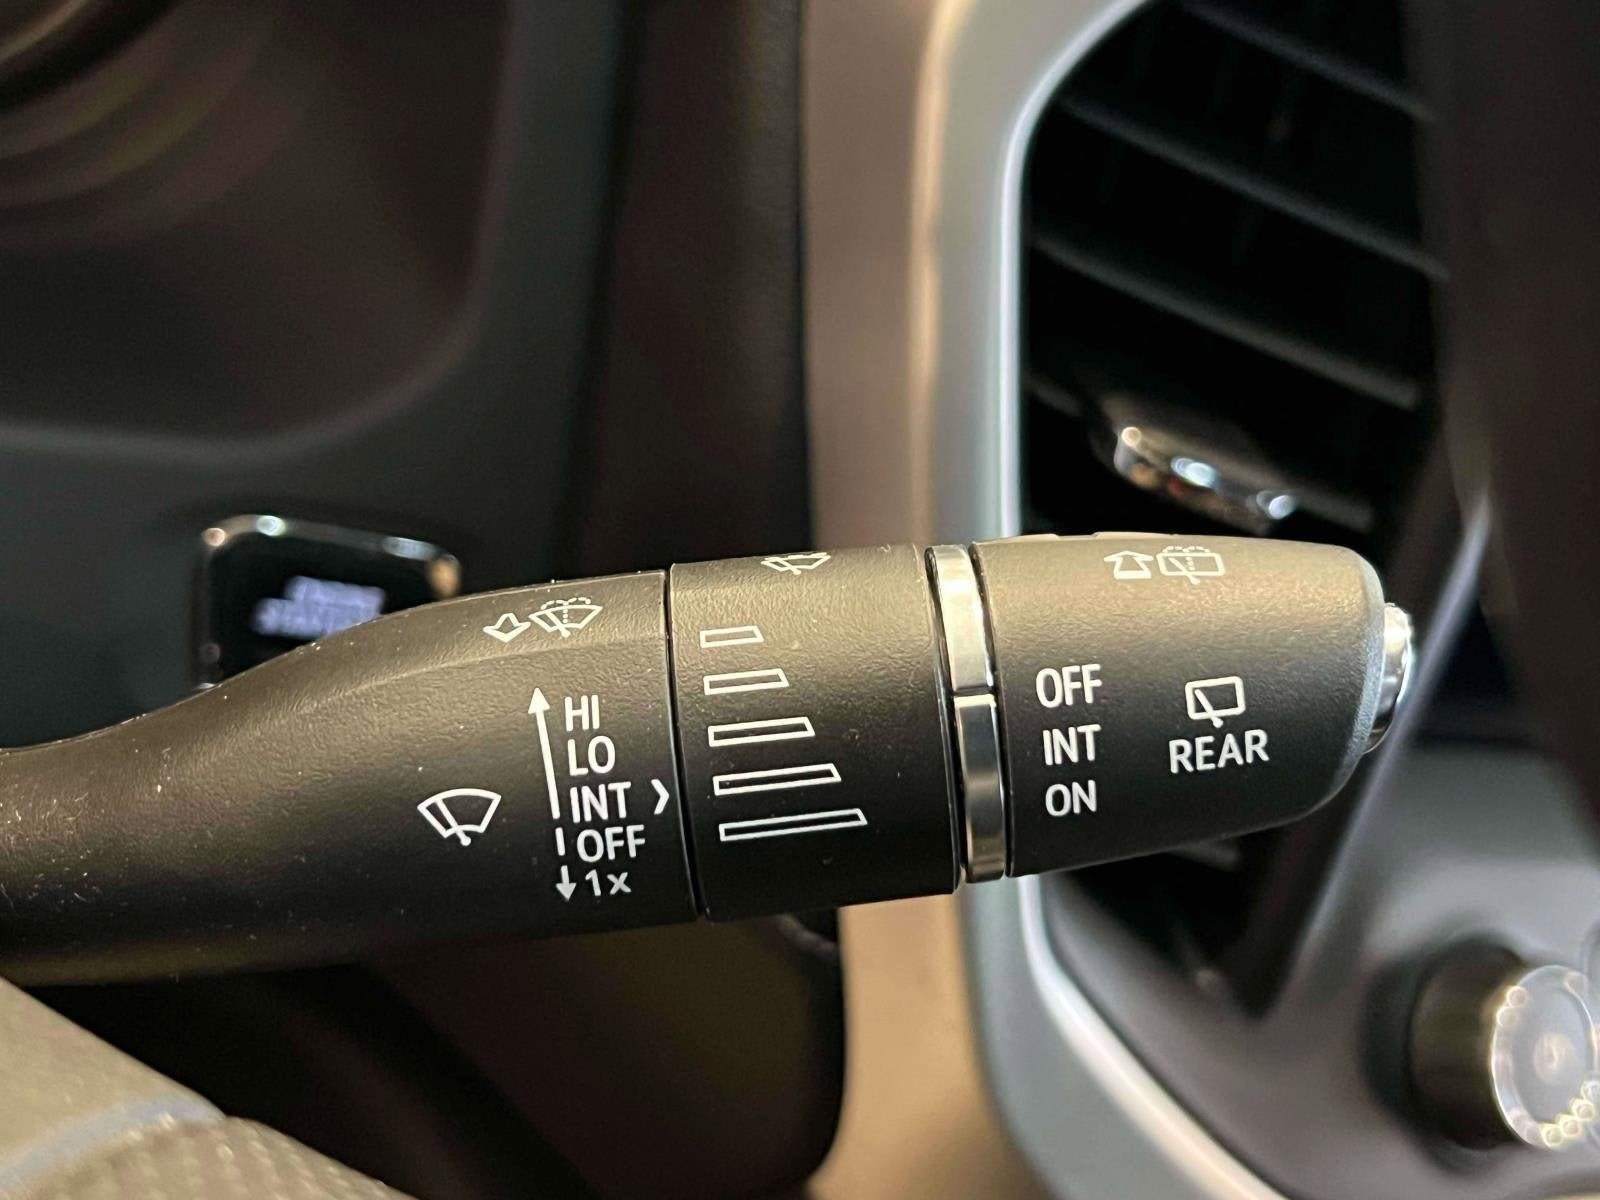 HI
LO
INT
OFF
1x
OFF
INT
ON
REAR